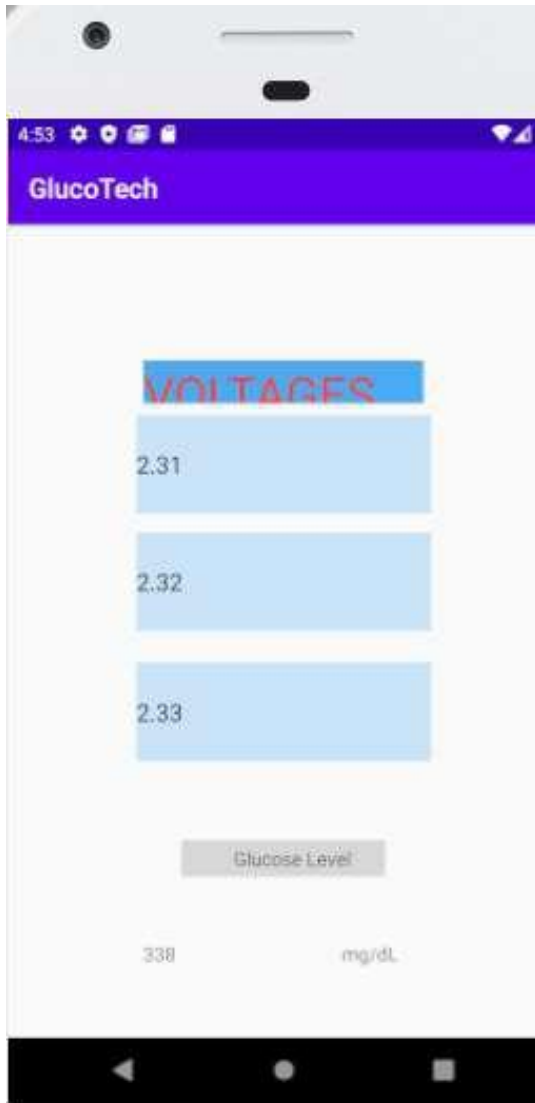 4:53
GlucoTech
VOLTAGES
2.31
2.32
2.33
Glucose Level
338 mg/dL